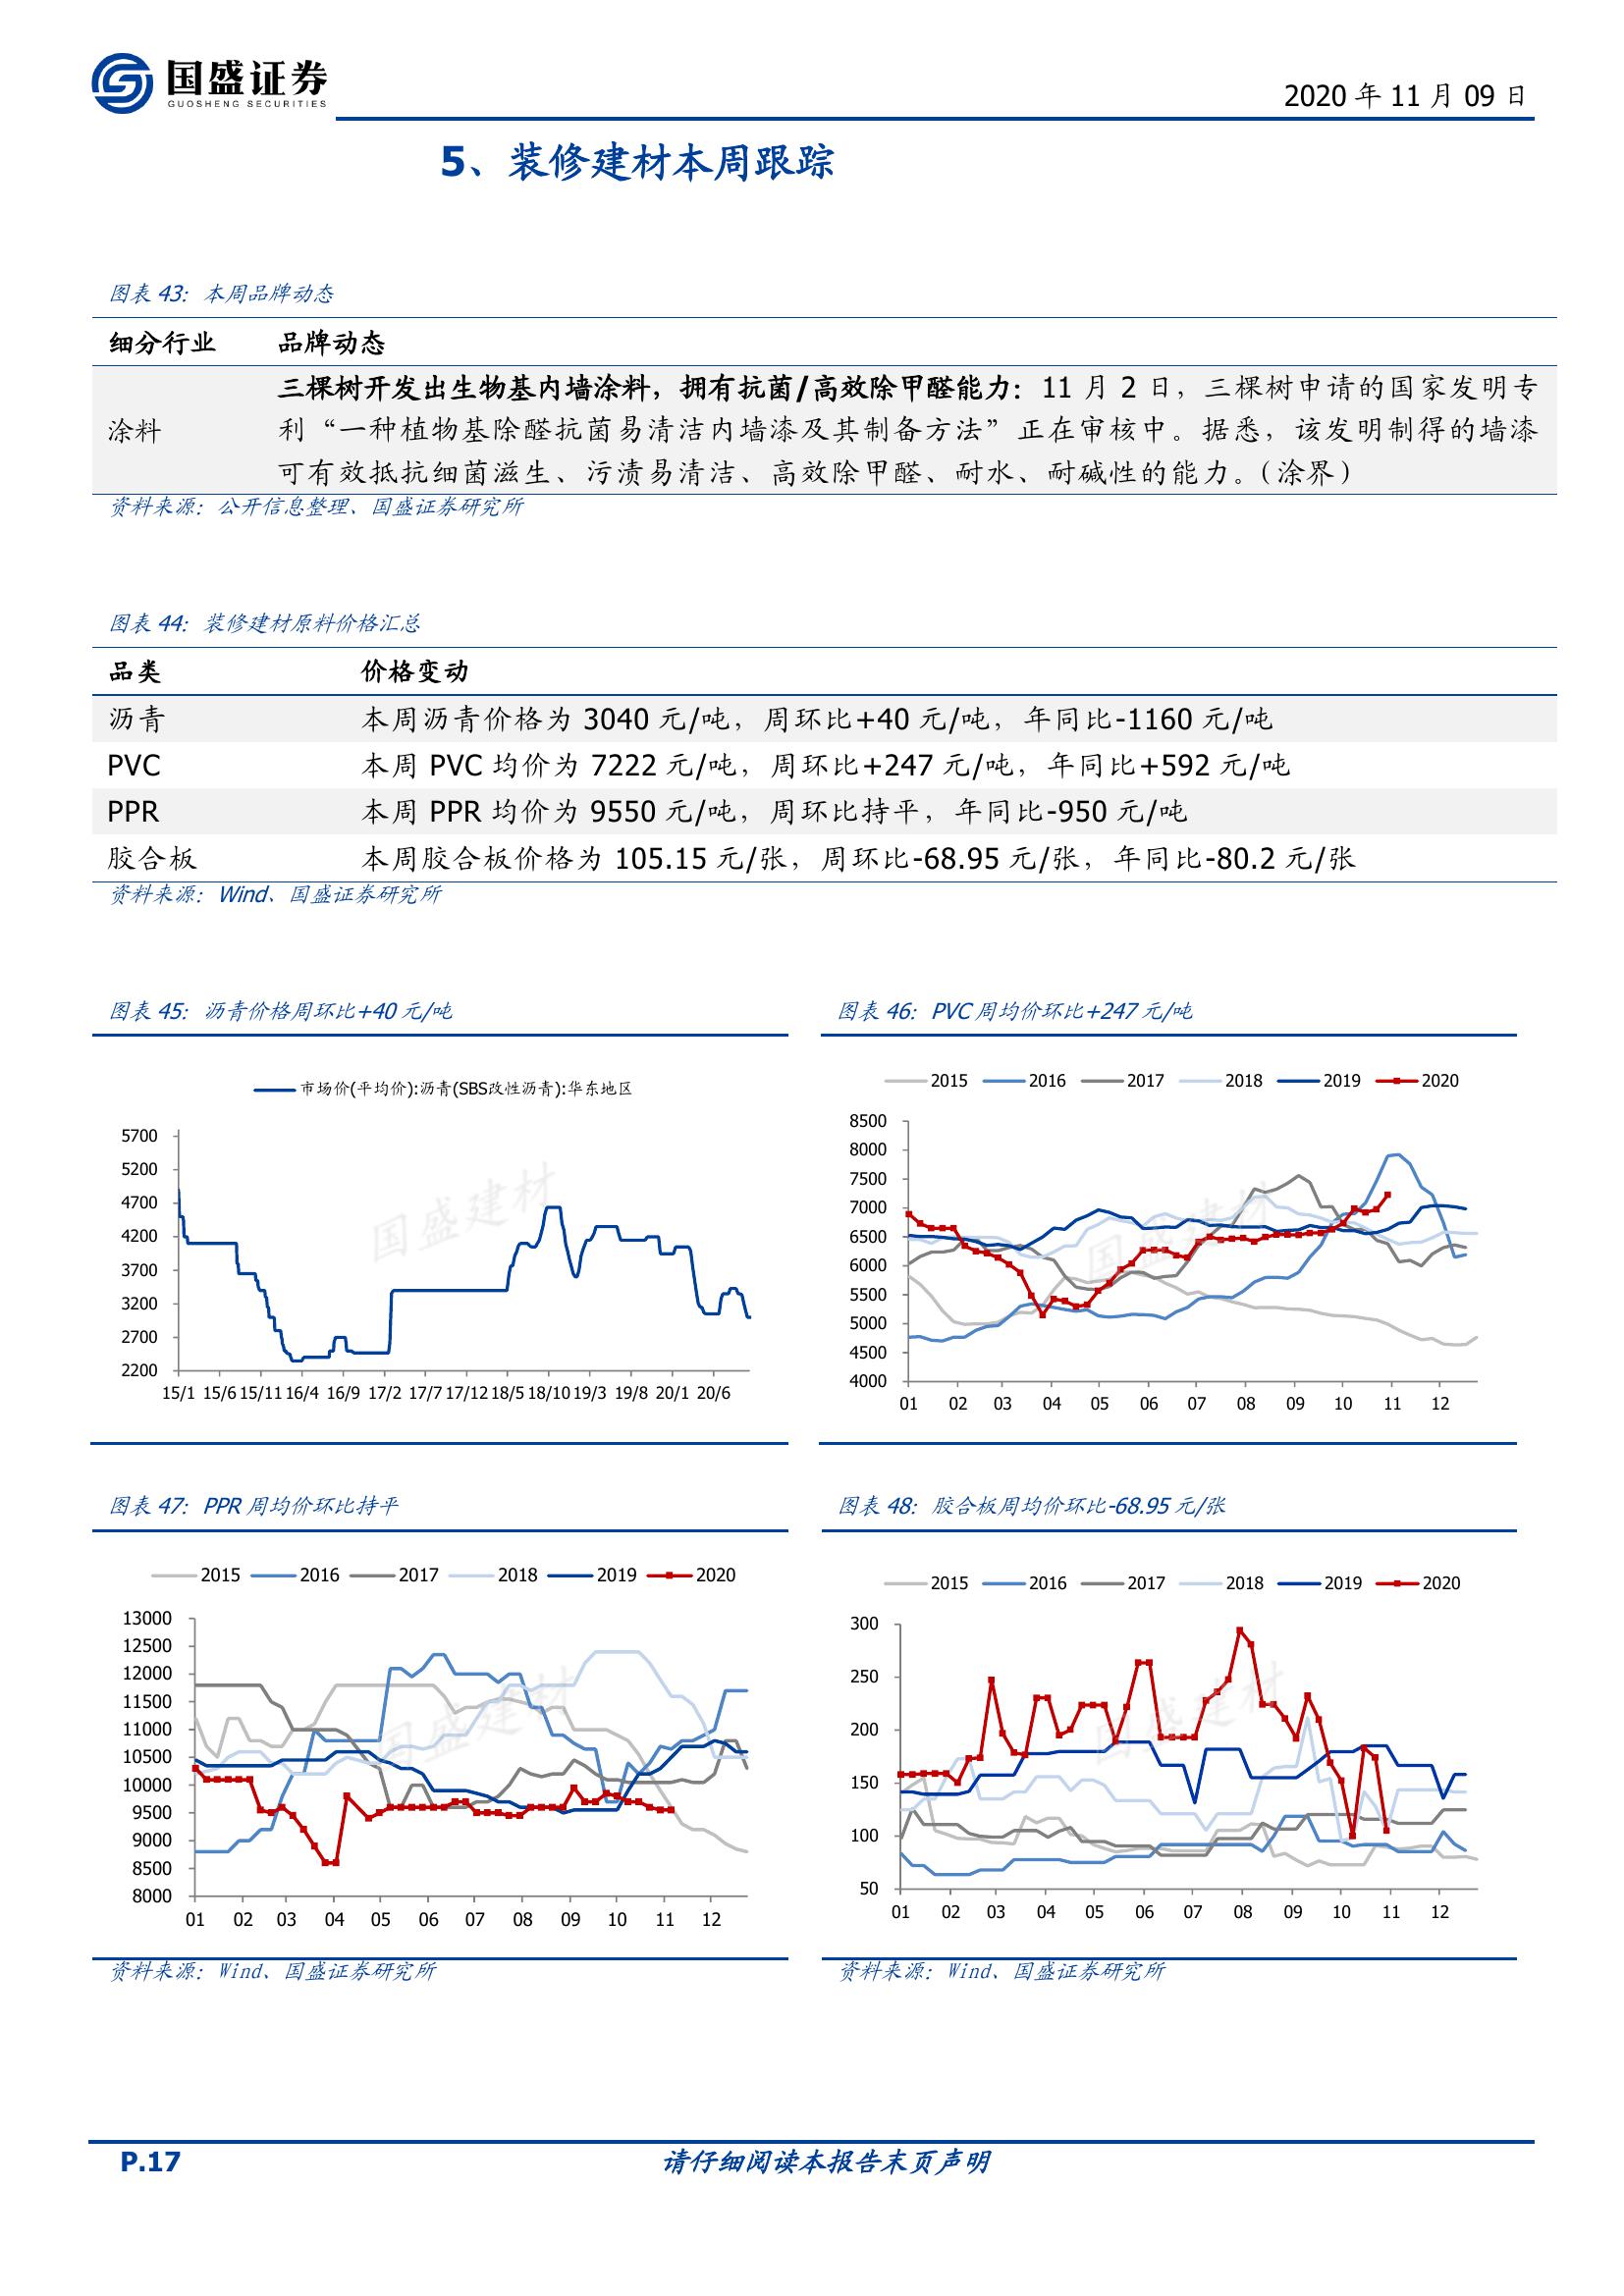 国盛证券
GUOSHENG SECURITIES
2020 年 11 月 09 日
5、装修建材本周跟踪
图表 43：本周品牌动态
细分行业 品牌动态
涂料
三棵树开发出生物基内墙涂料，拥有抗菌/高效除甲醛能力：11 月 2 日，三棵树申请的国家发明专
利“一种植物基除醛抗菌易清洁内墙漆及其制备方法”正在审核中。据悉，该发明制得的墙漆
可有效抵抗细菌滋生、污渍易清洁、高效除甲醛、耐水、耐碱性的能力。（涂界）
资料来源：公开信息整理、国盛证券研究所
图表 44：装修建材原料价格汇总
品类 价格变动
沥青 本周沥青价格为 3040 元/吨，周环比+40 元/吨，年同比-1160 元/吨
PVC 本周 PVC 均价为 7222 元/吨，周环比+247 元/吨，年同比+592 元/吨
PPR 本周 PPR 均价为 9550 元/吨，周环比持平，年同比-950 元/吨
胶合板 本周胶合板价格为 105.15 元/张，周环比-68.95 元/张，年同比-80.2 元/张
资料来源：Wind、国盛证券研究所
图表 45：沥青价格周环比+40 元/吨
市场价(平均价):沥青(SBS改性沥青):华东地区
5700
5200
4700
4200
3700
3200
2700
2200
15/1 15/6 15/11 16/4 16/9 17/2 17/7 17/12 18/5 18/10 19/3 19/8 20/1 20/6
国盛建材
图表 46：PVC 周均价环比+247 元/吨
2015 2016 2017 2018 2019 2020
8500
8000
7500
7000
6500
6000
5500
5000
4500
4000
01 02 03 04 05 06 07 08 09 10 11 12
国盛建材
图表 47：PPR 周均价环比持平
2015 2016 2017 2018 2019 2020
13000
12500
12000
11500
11000
10500
10000
9500
9000
8500
8000
01 02 03 04 05 06 07 08 09 10 11 12
国盛建材
资料来源：Wind、国盛证券研究所
图表 48：胶合板周均价环比-68.95 元/张
2015 2016 2017 2018 2019 2020
300
250
200
150
100
50
01 02 03 04 05 06 07 08 09 10 11 12
国盛建材
资料来源：Wind、国盛证券研究所
P.17 请仔细阅读本报告末页声明